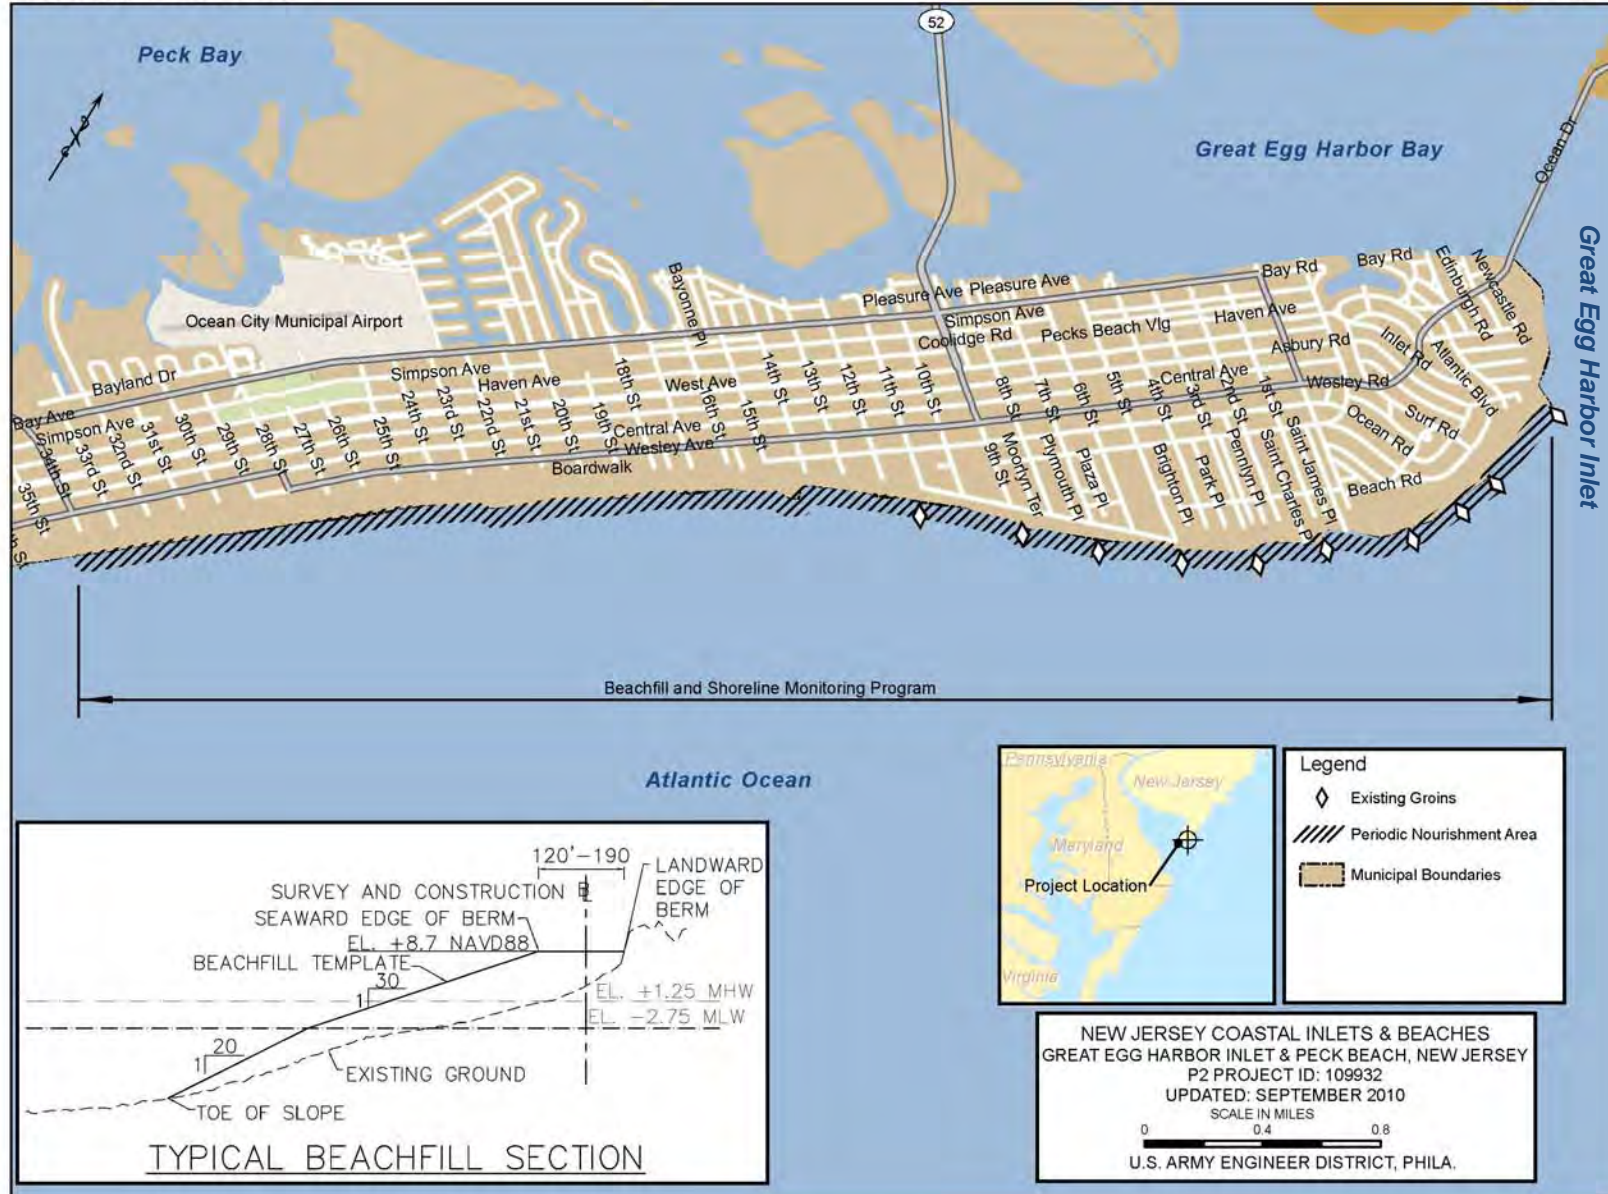 52
Peck Bay
Great Egg Harbor Bay
Ocean Dr
Great Egg Harbor Inlet
Ocean City Municipal Airport
Bayonne Pl
Pleasure Ave
Pleasure Ave
Bay Rd
Bay Rd
Edinburgh Rd
Newcastle Rd
Simpson Ave
Coolidge Rd
Pecks Beach Vlg
Haven Ave
Asbury Rd
Inlet Rd
Atlantic Blvd
Bayland Dr
Simpson Ave
Haven Ave
18th St
West Ave
14th St
13th St
12th St
11th St
10th St
8th St
7th St
6th St
5th St
4th St
Central Ave
3rd St
2nd St
1st St
Wesley Rd
Bay Ave
Simpson Ave
34th St
33rd St
32nd St
31st St
30th St
29th St
28th St
27th St
26th St
25th St
24th St
23rd St
22nd St
21st St
20th St
19th St
16th St
15th St
Central Ave
Wesley Ave
Boardwalk
35th St
9th St
Moorlyn Ter
Plymouth Pl
Plaza Pl
Brighton Pl
Park Pl
Pennlyn Pl
Saint Charles P
Saint James Pl
Ocean Rd
Surf Rd
Beach Rd
Beachfill and Shoreline Monitoring Program
Atlantic Ocean
120'-190
LANDWARD
EDGE OF
BERM
SURVEY AND CONSTRUCTION BL
SEAWARD EDGE OF BERM
EL. +8.7 NAVD88
BEACHFILL TEMPLATE
30
1
EL. +1.25 MHW
EL. -2.75 MLW
20
1
EXISTING GROUND
TOE OF SLOPE
TYPICAL BEACHFILL SECTION
Pennsylvania
New Jersey
Maryland
Project Location
Virginia
Legend
Existing Groins
Periodic Nourishment Area
Municipal Boundaries
NEW JERSEY COASTAL INLETS & BEACHES
GREAT EGG HARBOR INLET & PECK BEACH, NEW JERSEY
P2 PROJECT ID: 109932
UPDATED: SEPTEMBER 2010
SCALE IN MILES
0 0.4 0.8
U.S. ARMY ENGINEER DISTRICT, PHILA.